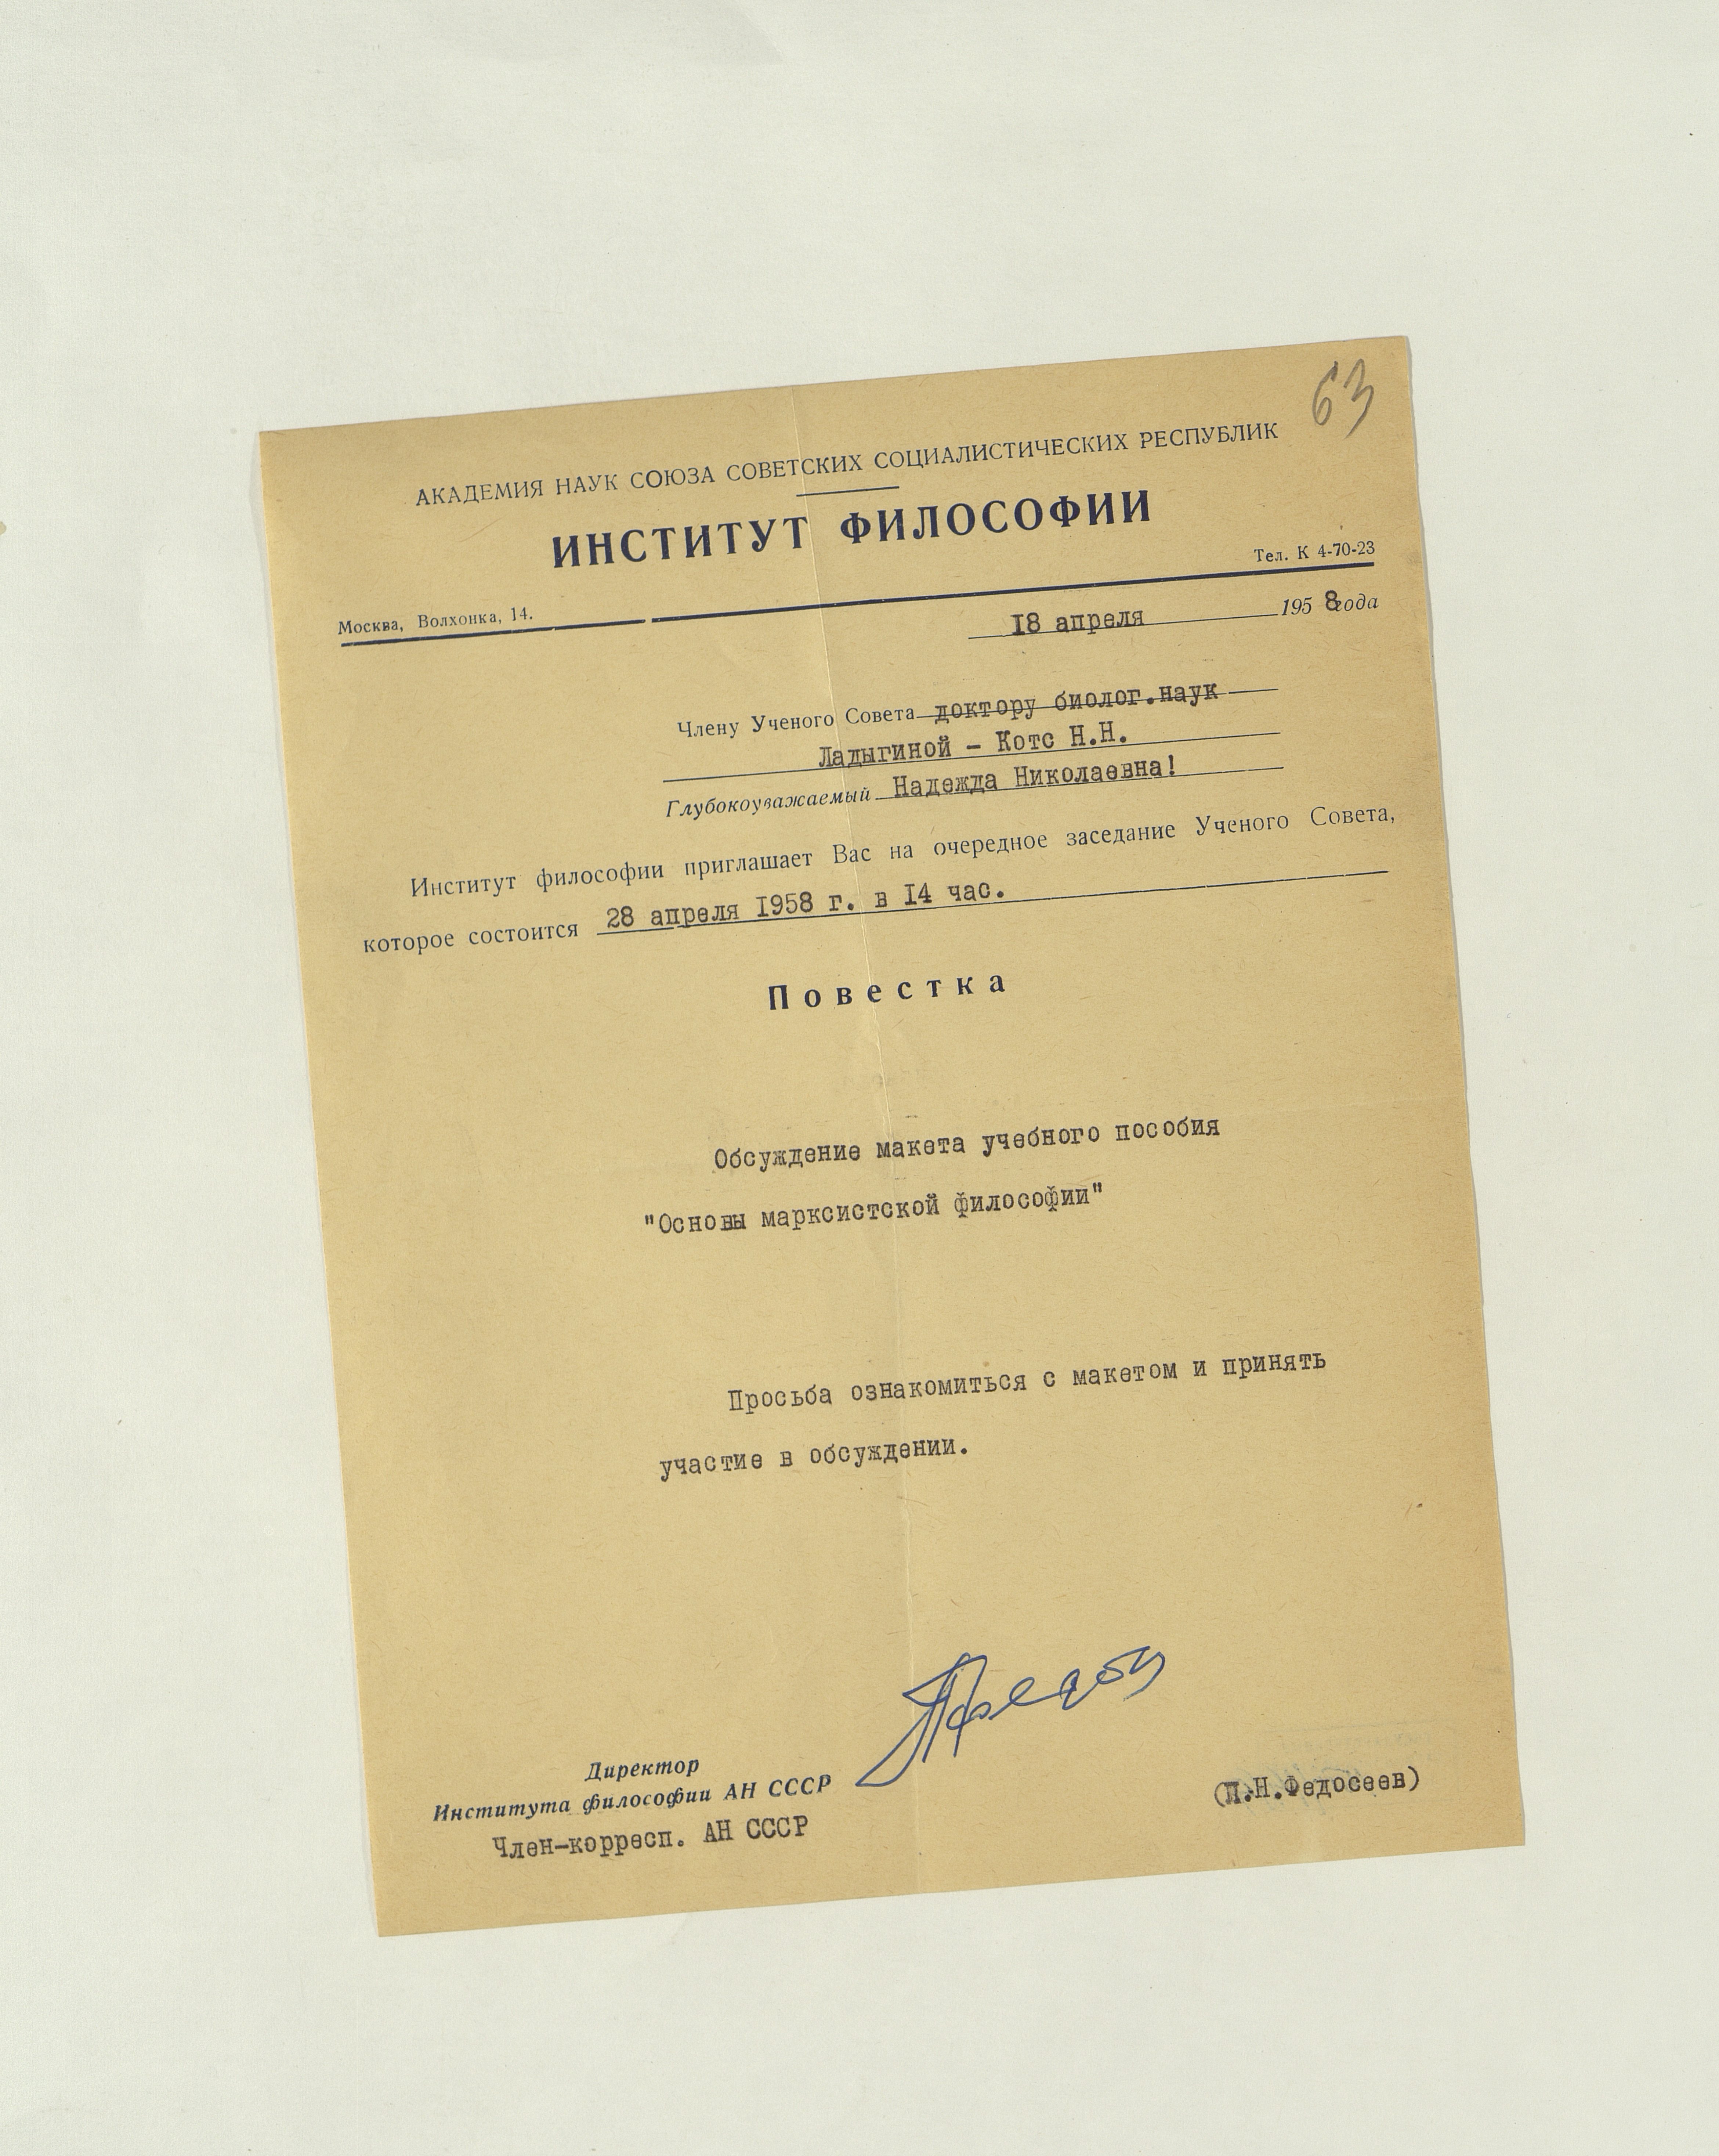 63
АКАДЕМИЯ НАУК СОЮЗА СОВЕТСКИХ СОЦИАЛИСТИЧЕСКИХ РЕСПУБЛИК
ИНСТИТУТ ФИЛОСОФИИ
Москва, Волхонка, 14.
Тел. К 4-70-23
18 апреля 1958 года
Члену Ученого Совета доктору биолог.наук
Ладыгиной - Котс Н.Н.
Глубокоуважаемый Надежда Николаевна!
Институт философии приглашает Вас на очередное заседание Ученого Совета,
которое состоится 28 апреля 1958 г. в 14 час.
Повестка
Обсуждение макета учебного пособия
"Основы марксистской философии"
Просьба ознакомиться с макетом и принять
участие в обсуждении.
Директор
Института философии АН СССР
Член-корресп. АН СССР
(П.Н.Федосеев)